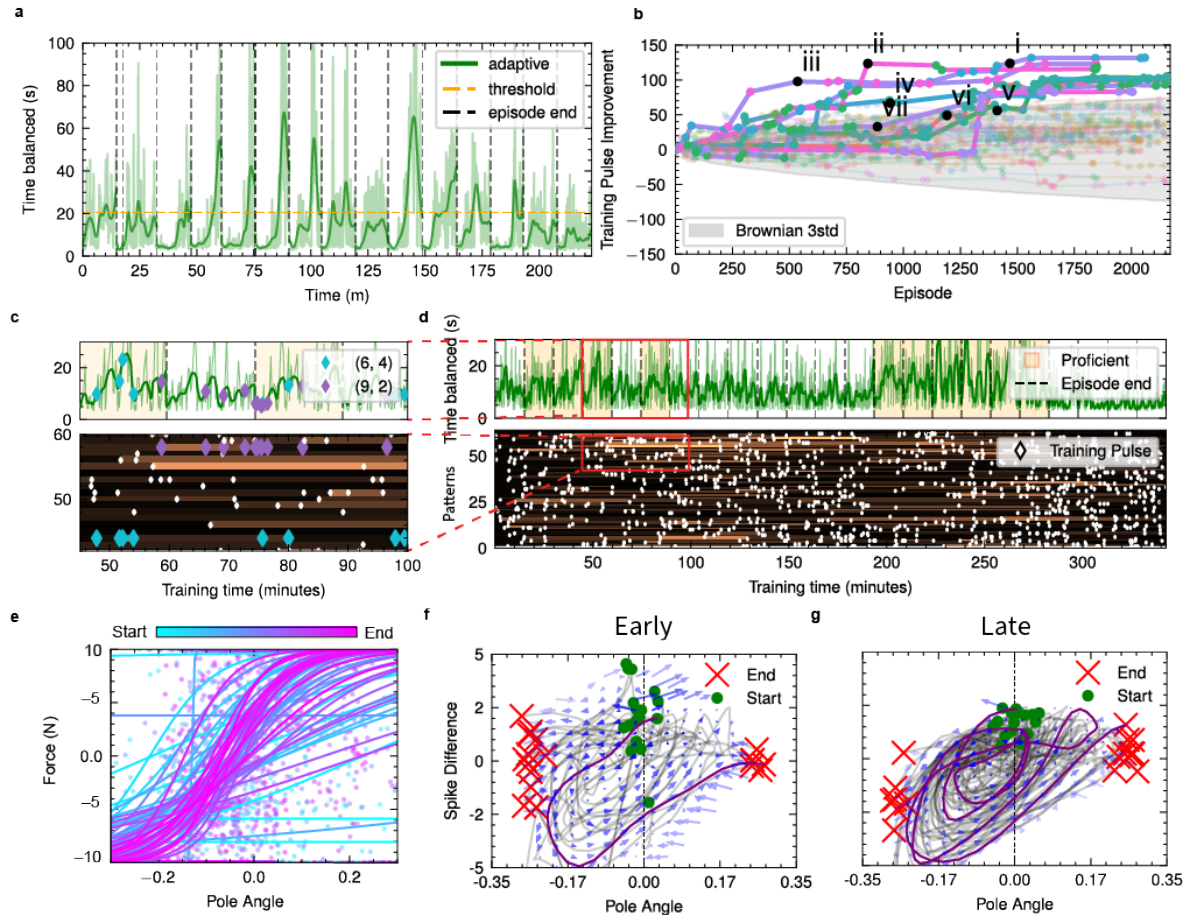 a
Time balanced (s)
100
80
60
40
20
0
adaptive
threshold
episode end
0 25 50 75 100 125 150 175 200
Time (m)
b
Training Pulse Improvement
150
100
50
0
−50
−100
−150
i
ii
iii
iv
v
vi
vii
Brownian 3std
0 250 500 750 1000 1250 1500 1750 2000
Episode
c
20
0
(6, 4)
(9, 2)
60
50
50 60 70 80 90 100
Training time (minutes)
d
Time balanced (s)
20
0
Proficient
Episode end
Patterns
50
25
0
Training Pulse
50 100 150 200 250 300
Training time (minutes)
e
Start End
Force (N)
10
−5
0.0
−5
−10
−0.2 0.0 0.2
Pole Angle
f
Early
Spike Difference
5
2
0
-2
-5
End
Start
-0.35 -0.17 0.00 0.17 0.35
Pole Angle
g
Late
End
Start
-0.35 -0.17 0.00 0.17 0.35
Pole Angle